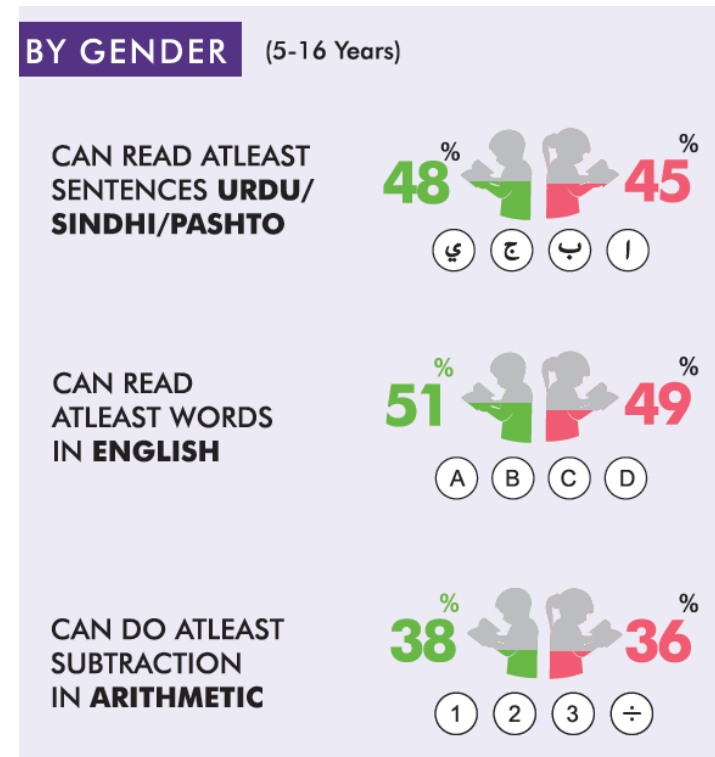 BY GENDER (5-16 Years)
CAN READ ATLEAST
SENTENCES URDU/
SINDHI/PASHTO
48% 45%
ي ج ب ا
CAN READ
ATLEAST WORDS
IN ENGLISH
51% 49%
A B C D
CAN DO ATLEAST
SUBTRACTION
IN ARITHMETIC
38% 36%
1 2 3 ÷